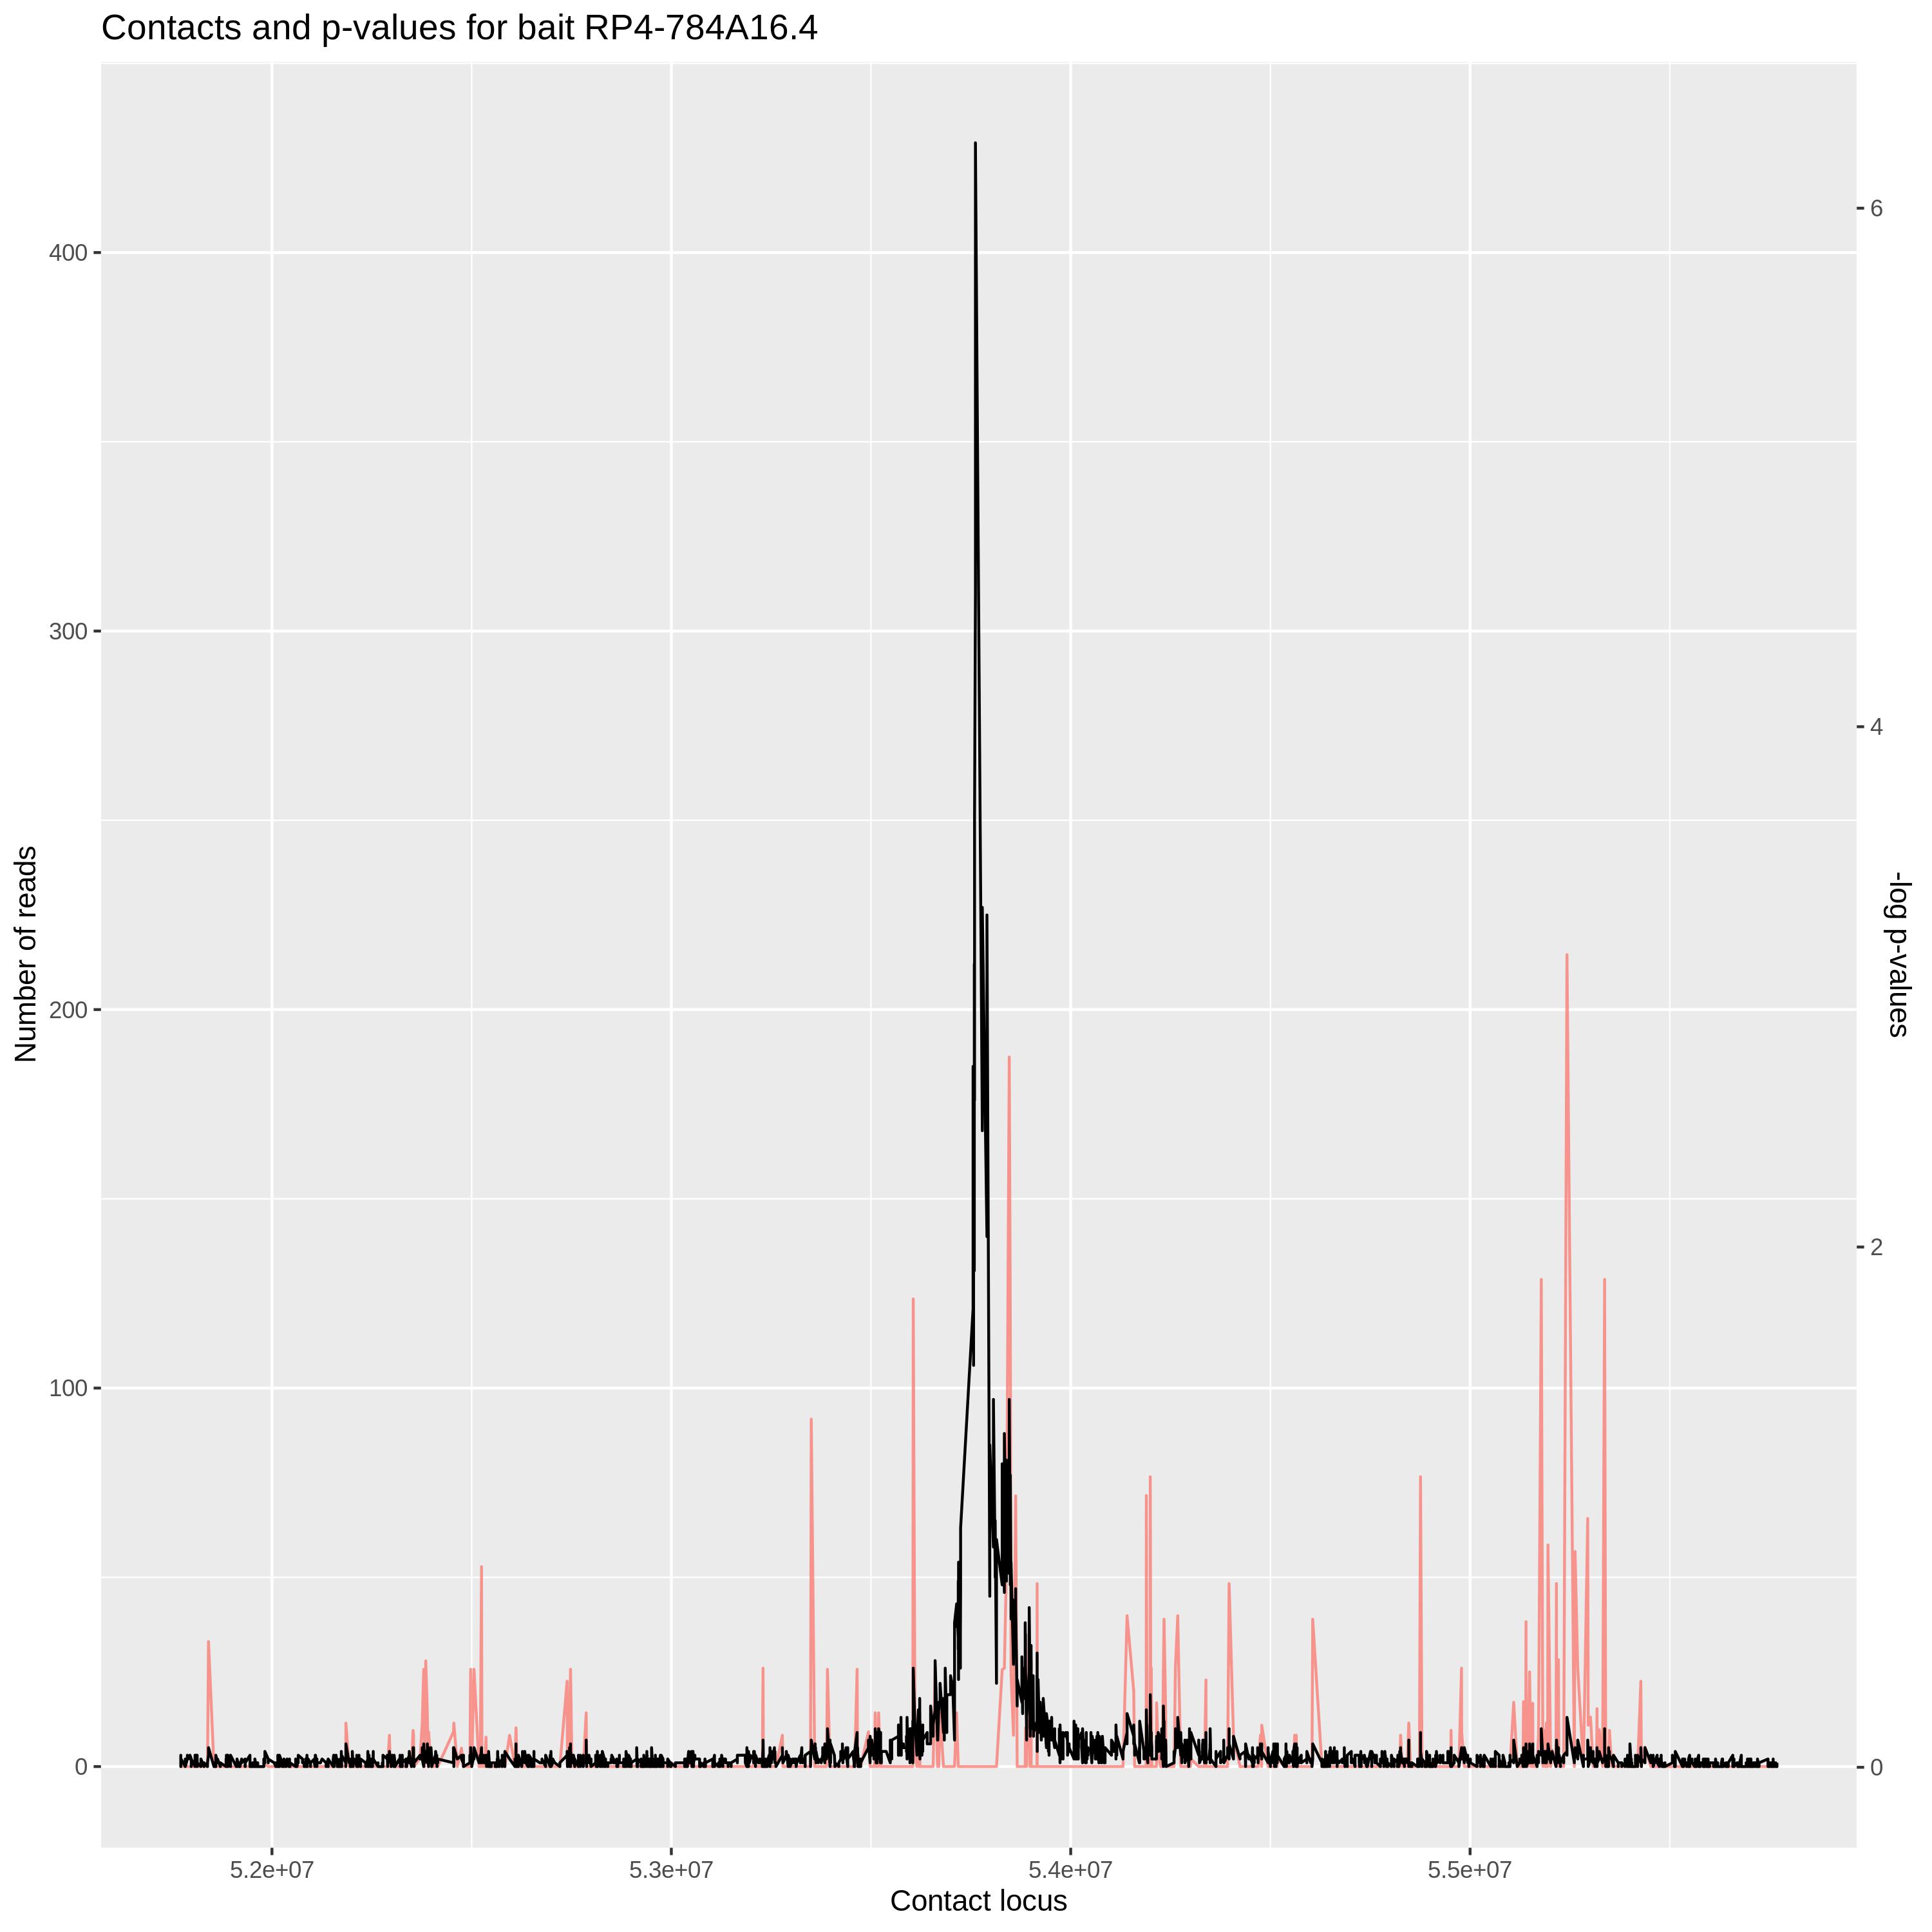 Contacts and p-values for bait RP4-784A16.4
400
300
200
100
0
Number of reads
6
4
2
0
-log p-values
5.2e+07
5.3e+07
5.4e+07
5.5e+07
Contact locus